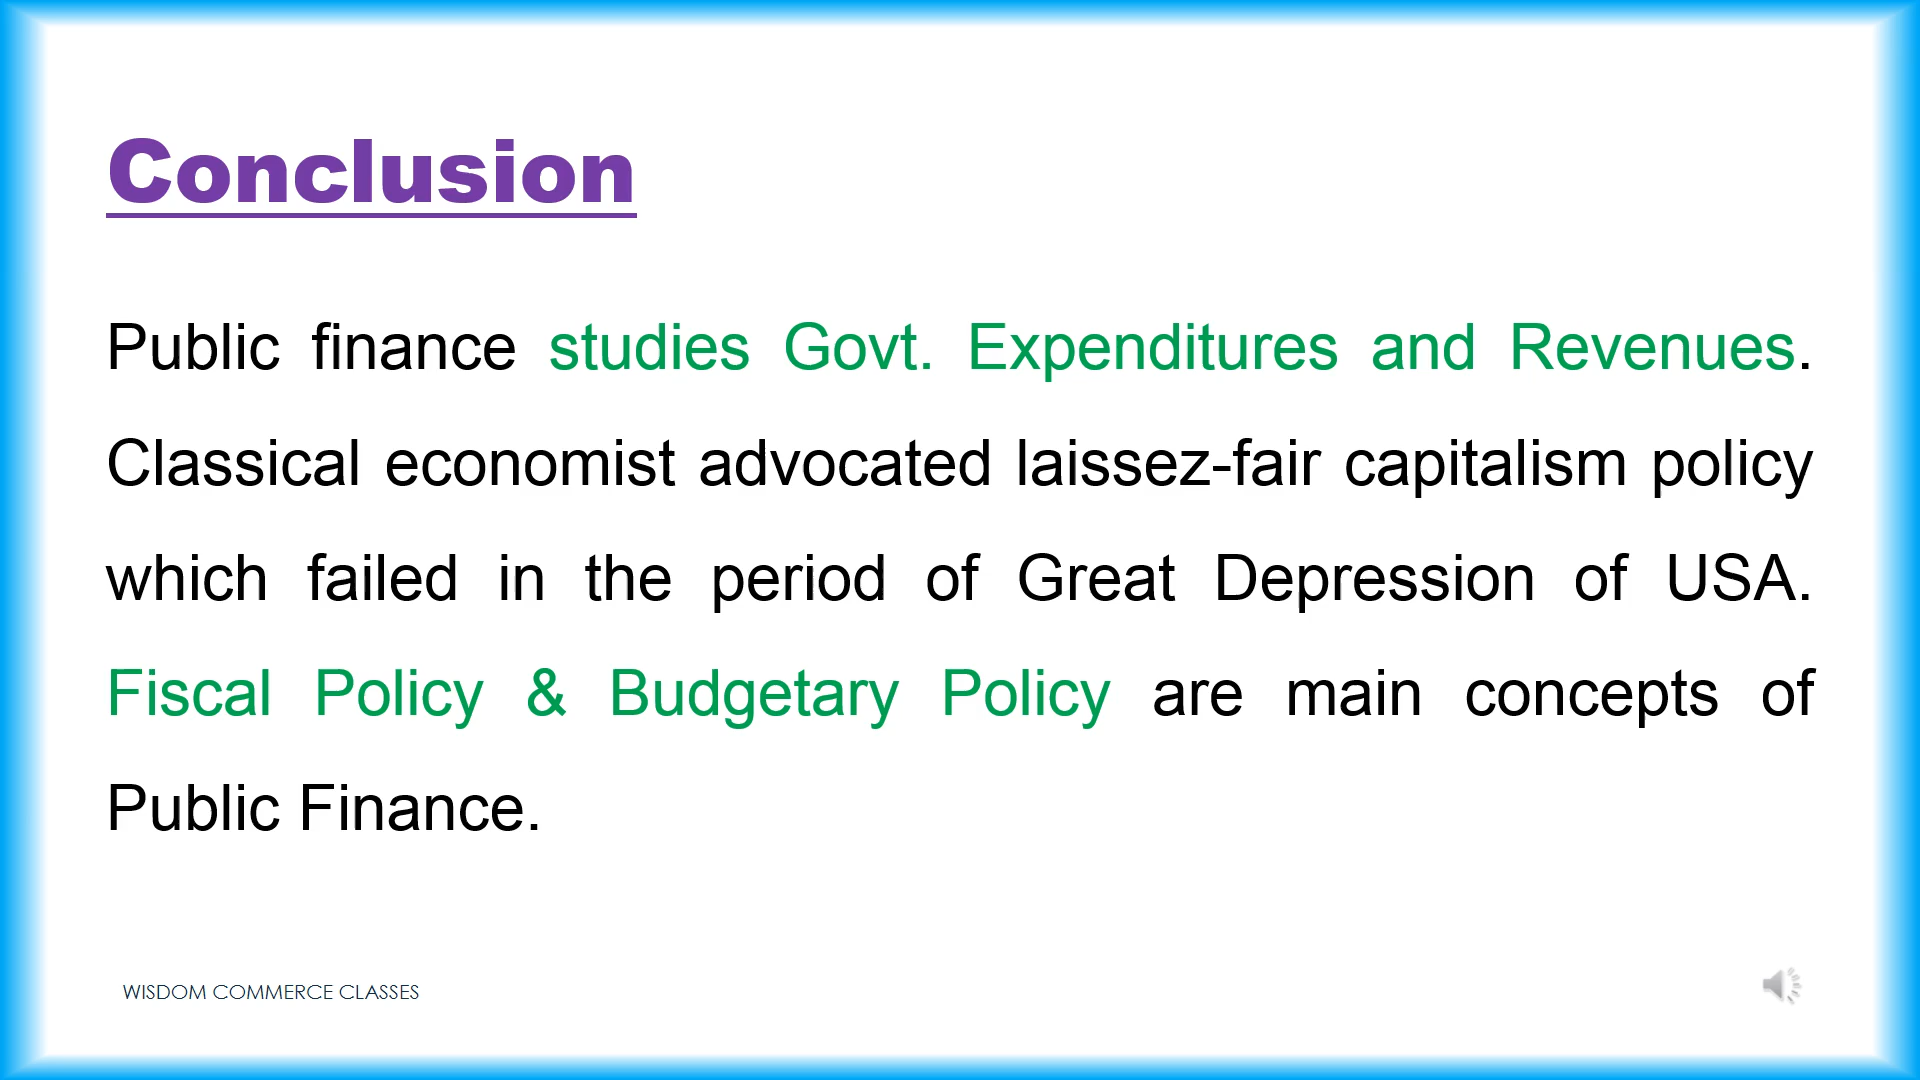 Conclusion
Public finance studies Govt. Expenditures and Revenues.
Classical economist advocated laissez-fair capitalism policy
which failed in the period of Great Depression of USA.
Fiscal Policy & Budgetary Policy are main concepts of
Public Finance.
WISDOM COMMERCE CLASSES